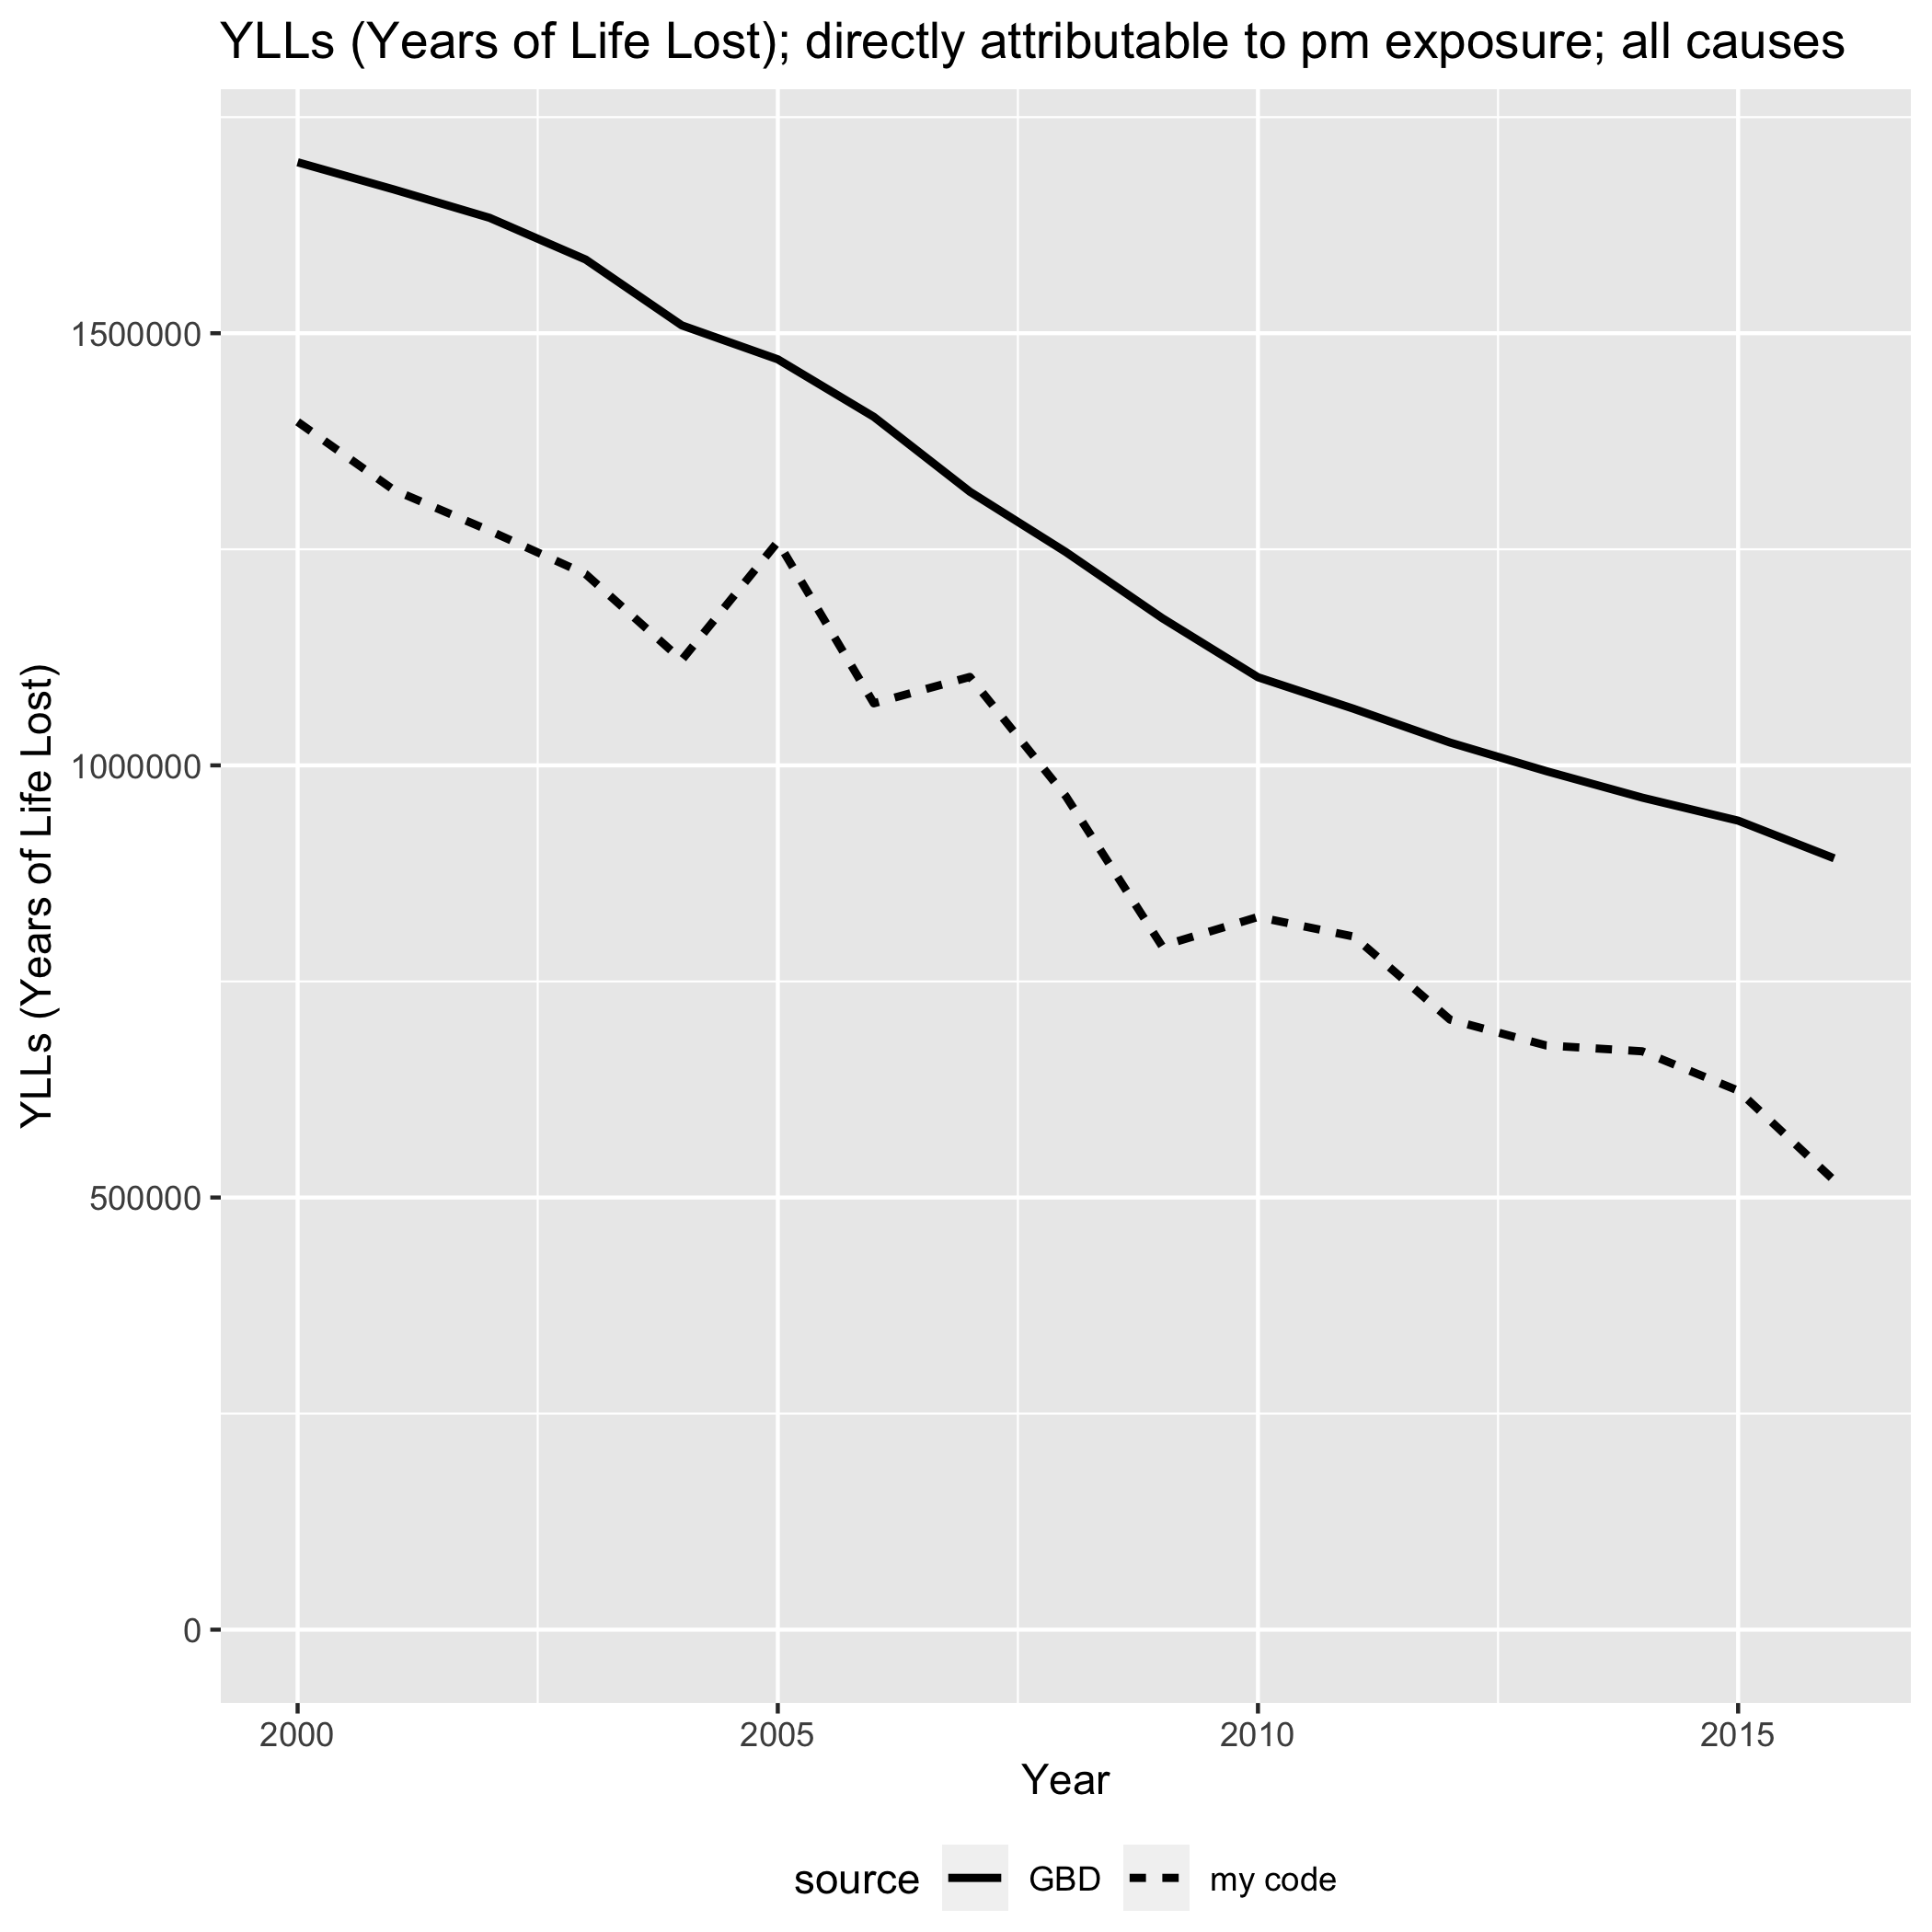 YLLs (Years of Life Lost); directly attributable to pm exposure; all causes
YLLs (Years of Life Lost)
1500000
1000000
500000
0
2000 2005 2010 2015
Year
source GBD my code